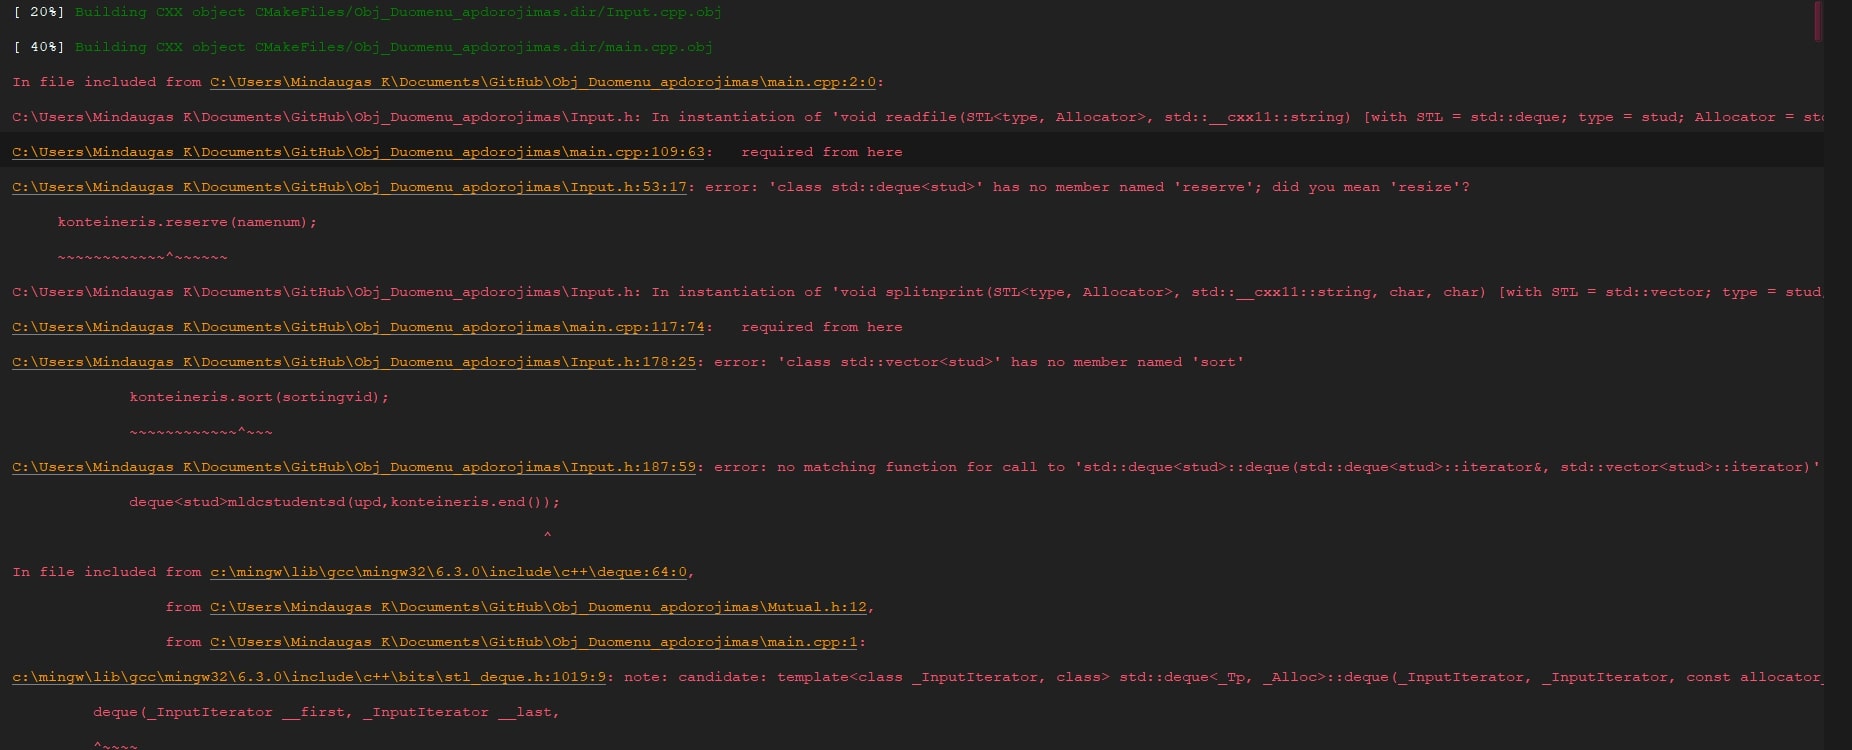 [ 20%] Building CXX object CMakeFiles/Obj_Duomenu_apdorojimas.dir/Input.cpp.obj
[ 40%] Building CXX object CMakeFiles/Obj_Duomenu_apdorojimas.dir/main.cpp.obj
In file included from C:\Users\Mindaugas K\Documents\GitHub\Obj_Duomenu_apdorojimas\main.cpp:2:0:
C:\Users\Mindaugas K\Documents\GitHub\Obj_Duomenu_apdorojimas\Input.h: In instantiation of 'void readfile(STL<type, Allocator>, std::__cxx11::string) [with STL = std::deque; type = stud; Allocator = std
C:\Users\Mindaugas K\Documents\GitHub\Obj_Duomenu_apdorojimas\main.cpp:109:63:   required from here
C:\Users\Mindaugas K\Documents\GitHub\Obj_Duomenu_apdorojimas\Input.h:53:17: error: 'class std::deque<stud>' has no member named 'reserve'; did you mean 'resize'?
     konteineris.reserve(namenum);
     ~~~~~~~~~~~~^~~~~~~
C:\Users\Mindaugas K\Documents\GitHub\Obj_Duomenu_apdorojimas\Input.h: In instantiation of 'void splitnprint(STL<type, Allocator>, std::__cxx11::string, char, char) [with STL = std::vector; type = stud;
C:\Users\Mindaugas K\Documents\GitHub\Obj_Duomenu_apdorojimas\main.cpp:117:74:   required from here
C:\Users\Mindaugas K\Documents\GitHub\Obj_Duomenu_apdorojimas\Input.h:178:25: error: 'class std::vector<stud>' has no member named 'sort'
             konteineris.sort(sortingvid);
             ~~~~~~~~~~~~^~~~
C:\Users\Mindaugas K\Documents\GitHub\Obj_Duomenu_apdorojimas\Input.h:187:59: error: no matching function for call to 'std::deque<stud>::deque(std::deque<stud>::iterator&, std::vector<stud>::iterator)'
             deque<stud>mldcstudentsd(upd,konteineris.end());
                                                           ^
In file included from c:\mingw\lib\gcc\mingw32\6.3.0\include\c++\deque:64:0,
                 from C:\Users\Mindaugas K\Documents\GitHub\Obj_Duomenu_apdorojimas\Mutual.h:12,
                 from C:\Users\Mindaugas K\Documents\GitHub\Obj_Duomenu_apdorojimas\main.cpp:1:
c:\mingw\lib\gcc\mingw32\6.3.0\include\c++\bits\stl_deque.h:1019:9: note: candidate: template<class _InputIterator, class> std::deque<_Tp, _Alloc>::deque(_InputIterator, _InputIterator, const allocator_
         deque(_InputIterator __first, _InputIterator __last,
         ^~~~~